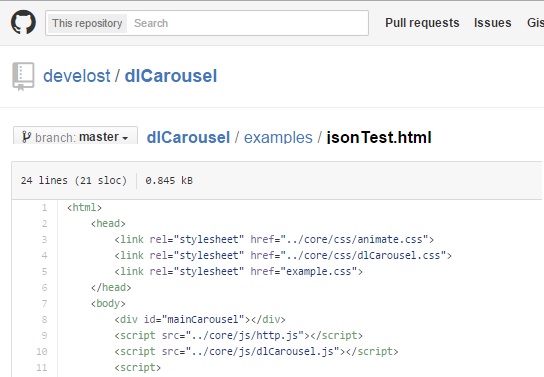 This repository Search Pull requests Issues Gis
develost / dlCarousel
branch: master dlCarousel / examples / jsonTest.html
24 lines (21 sloc) 0.845 kB
1 <html>
2 <head>
3 <link rel="stylesheet" href="../core/css/animate.css">
4 <link rel="stylesheet" href="../core/css/dlCarousel.css">
5 <link rel="stylesheet" href="example.css">
6 </head>
7 <body>
8 <div id="mainCarousel"></div>
9 <script src="../core/js/http.js"></script>
10 <script src="../core/js/dlCarousel.js"></script>
11 <script>